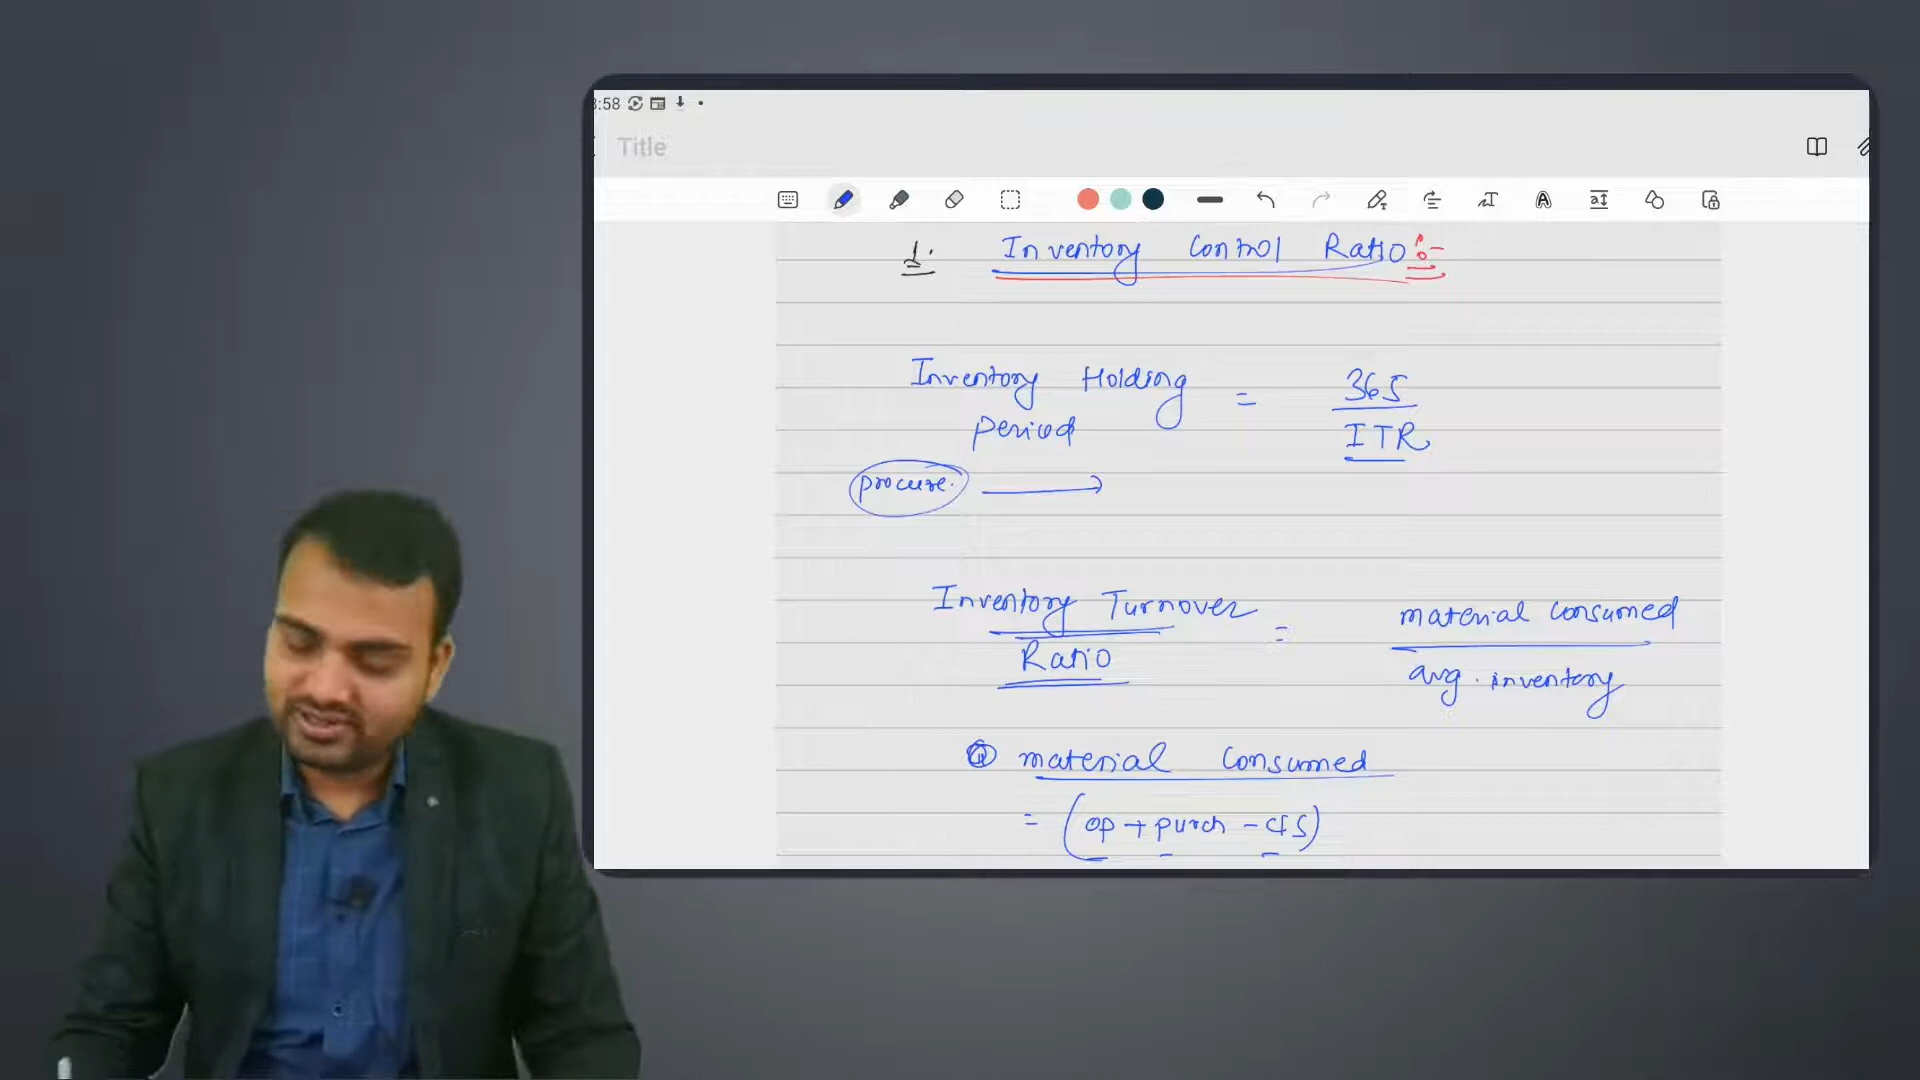 :58
Title
1. Inventory Control Ratio :-
Inventory Holding = 365
period ITR
procure. →
Inventory Turnover = material consumed
Ratio avg. inventory
material Consumed
= (op + purch -